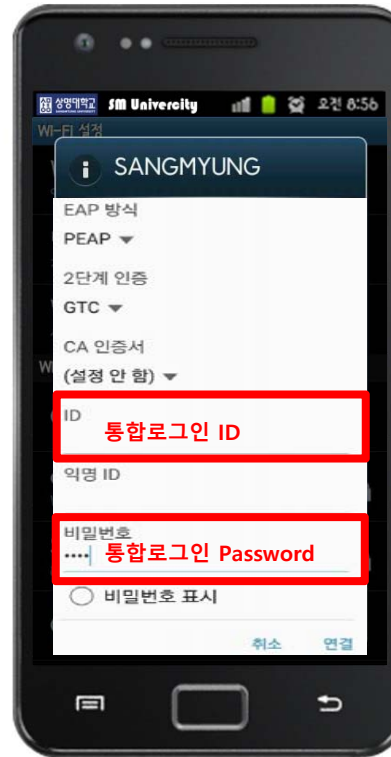 상명대학교 SM Univercity 오전 8:56
Wi-Fi 설정
SANGMYUNG
EAP 방식
PEAP
2단계 인증
GTC
CA 인증서
(설정 안 함)
ID
통합로그인 ID
익명 ID
비밀번호
•••• 통합로그인 Password
비밀번호 표시
취소 연결